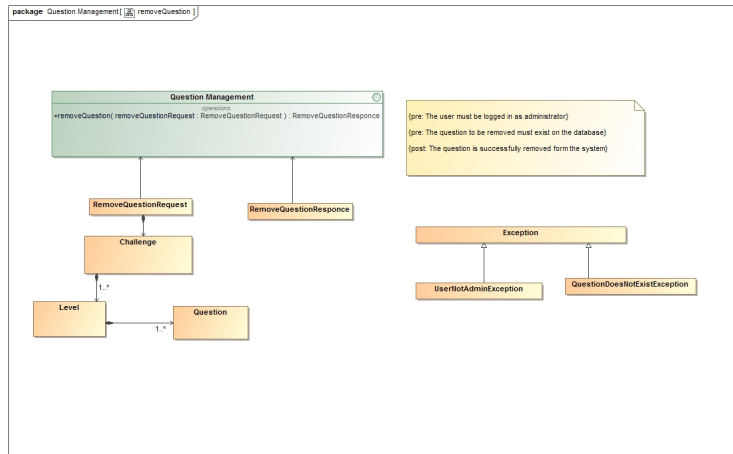 package Question Management[ removeQuestion ]
Question Management
operations
+removeQuestion( removeQuestionRequest : RemoveQuestionRequest ) : RemoveQuestionResponce
{pre: The user must be logged in as administrator}
{pre: The question to be removed must exist on the database}
{post: The question is successfully removed form the system}
RemoveQuestionRequest
RemoveQuestionResponce
Challenge
Exception
1..*
UserNotAdminException
QuestionDoesNotExistException
Level
Question
1..*